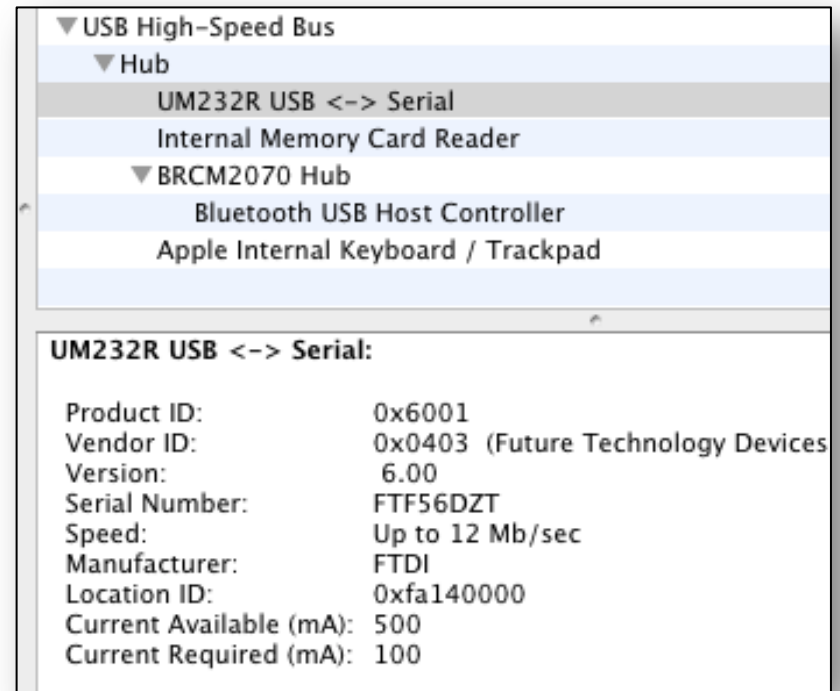 USB High-Speed Bus
Hub
UM232R USB <-> Serial
Internal Memory Card Reader
BRCM2070 Hub
Bluetooth USB Host Controller
Apple Internal Keyboard / Trackpad
UM232R USB <-> Serial:
Product ID: 0x6001
Vendor ID: 0x0403 (Future Technology Devices
Version: 6.00
Serial Number: FTF56DZT
Speed: Up to 12 Mb/sec
Manufacturer: FTDI
Location ID: 0xfa140000
Current Available (mA): 500
Current Required (mA): 100